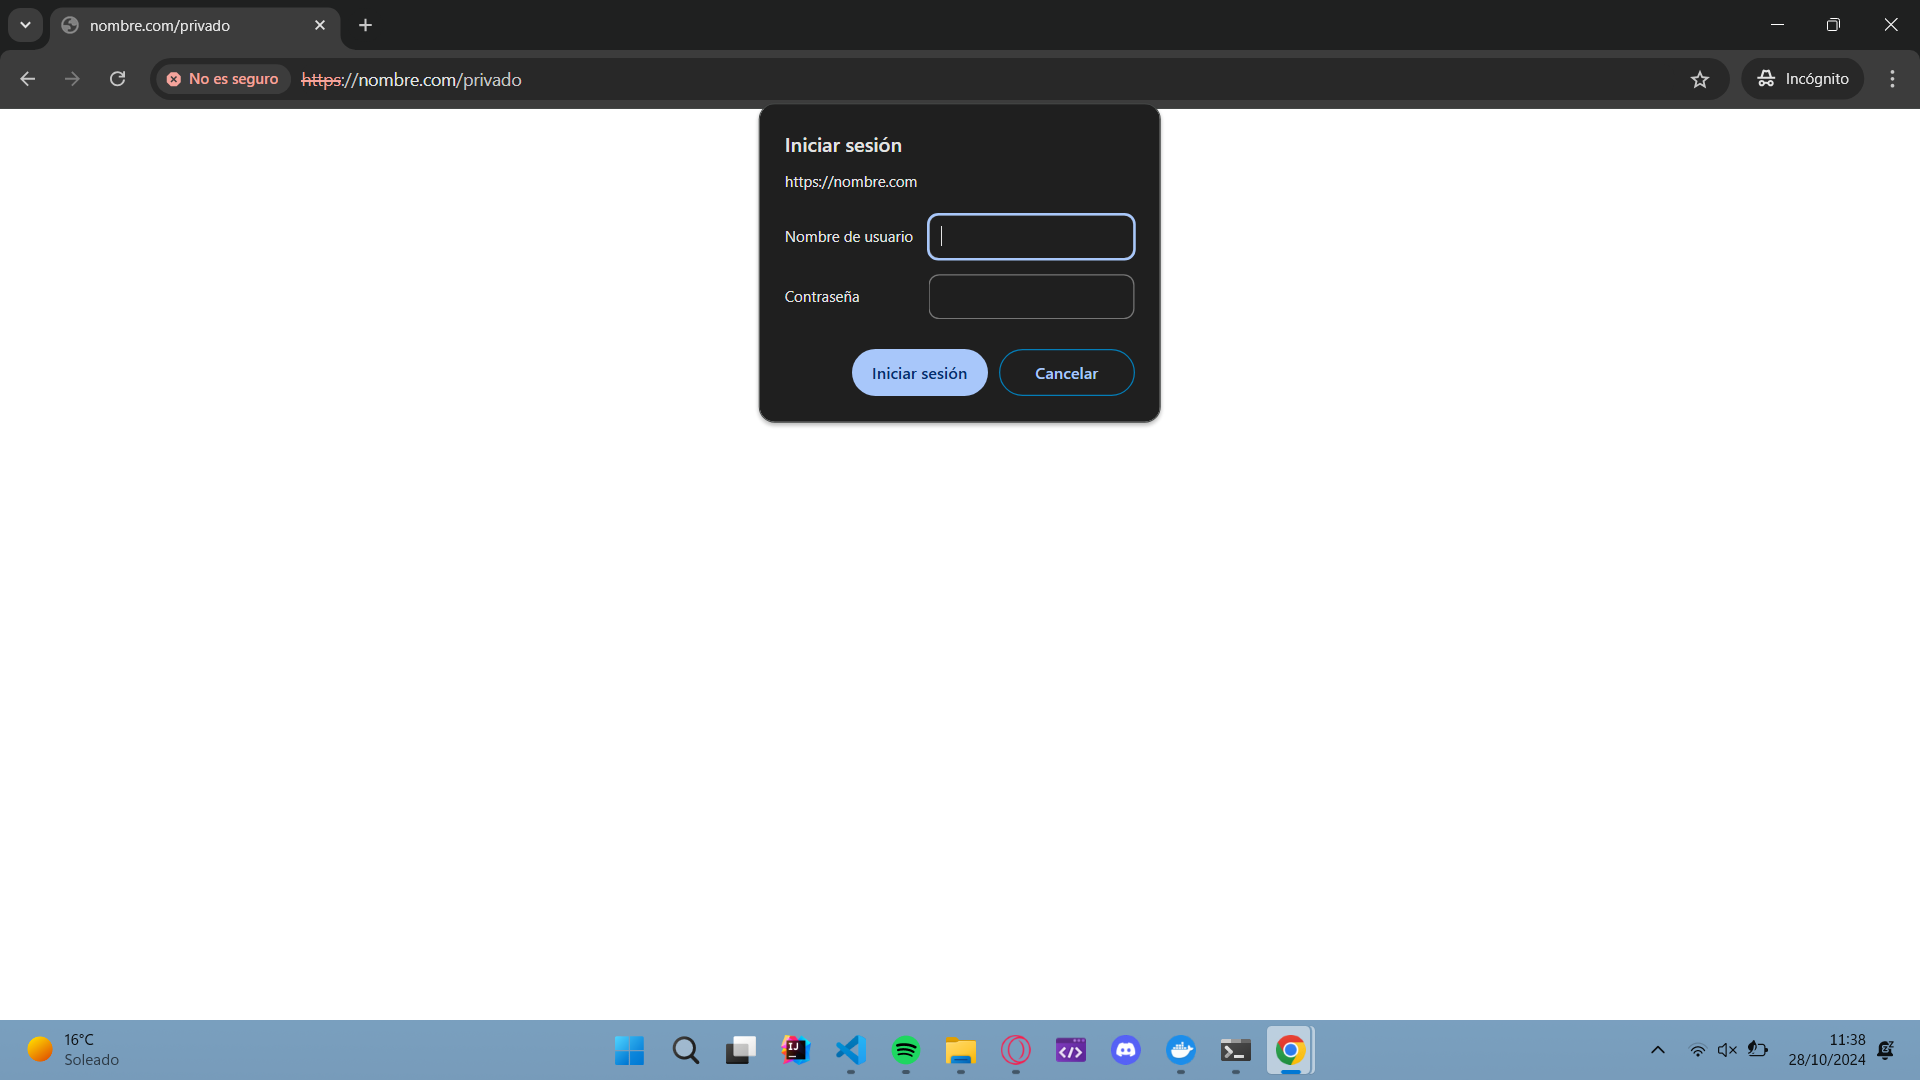 nombre.com/privado
No es seguro
https://nombre.com/privado
Incógnito
Iniciar sesión
https://nombre.com
Nombre de usuario
Contraseña
Iniciar sesión
Cancelar
16°C
Soleado
IJ
11:38
28/10/2024